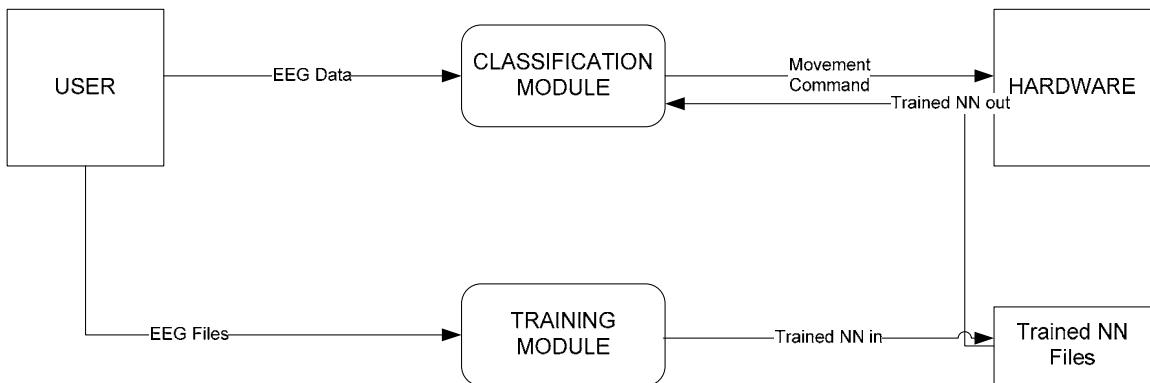 USER
EEG Data
CLASSIFICATION
MODULE
Movement
Command
Trained NN out
HARDWARE
EEG Files
TRAINING
MODULE
Trained NN in
Trained NN
Files